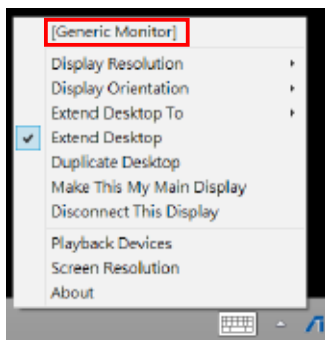 [Generic Monitor]
Display Resolution
Display Orientation
Extend Desktop To
Extend Desktop
Duplicate Desktop
Make This My Main Display
Disconnect This Display
Playback Devices
Screen Resolution
About